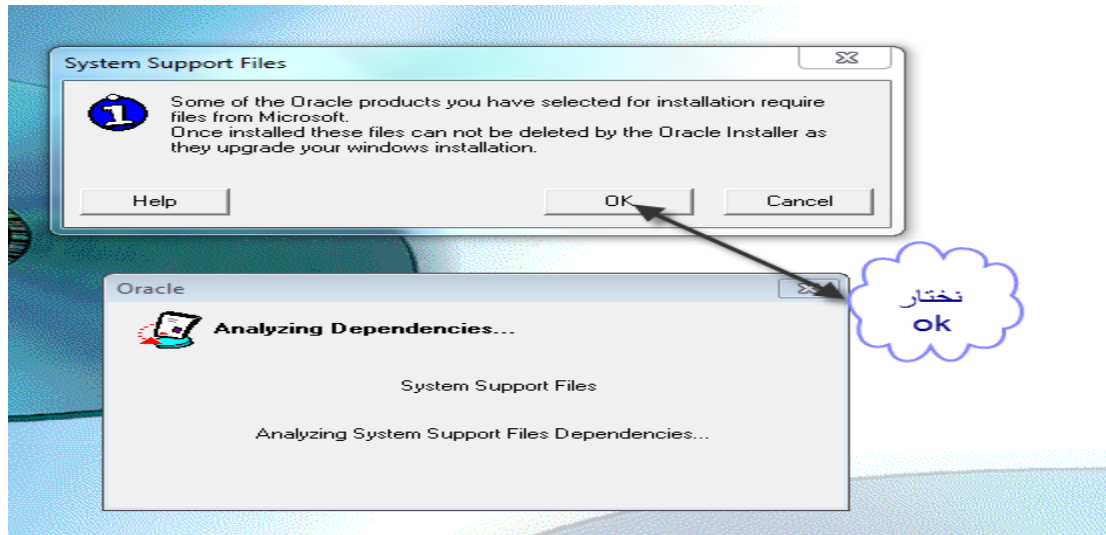 System Support Files
Some of the Oracle products you have selected for installation require
files from Microsoft.
Once installed these files can not be deleted by the Oracle Installer as
they upgrade your windows installation.
Help
OK
Cancel
Oracle
Analyzing Dependencies...
System Support Files
Analyzing System Support Files Dependencies...
نختار
ok